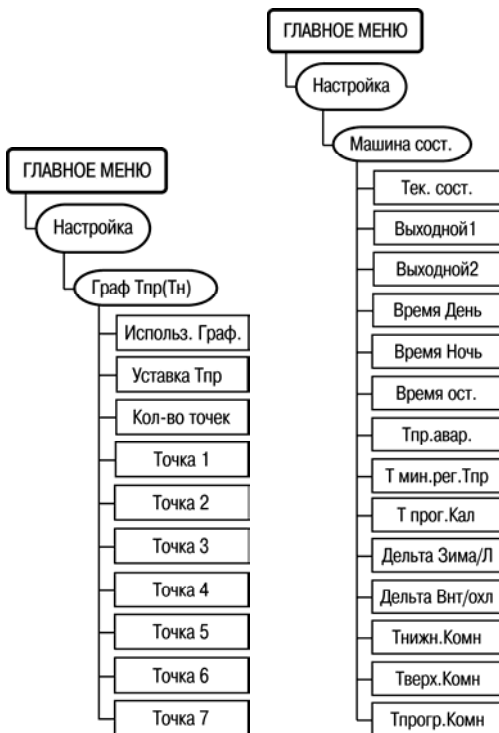 ГЛАВНОЕ МЕНЮ
Настройка
Граф Тпр(Тн)
Использ. Граф.
Уставка Тпр
Кол-во точек
Точка 1
Точка 2
Точка 3
Точка 4
Точка 5
Точка 6
Точка 7
ГЛАВНОЕ МЕНЮ
Настройка
Машина сост.
Тек. сост.
Выходной1
Выходной2
Время День
Время Ночь
Время ост.
Тпр.авар.
Т мин.рег.Тпр
Т прог.Кал
Дельта Зима/Л
Дельта Внт/охл
Тнижн.Комн
Тверх.Комн
Тпрогр.Комн